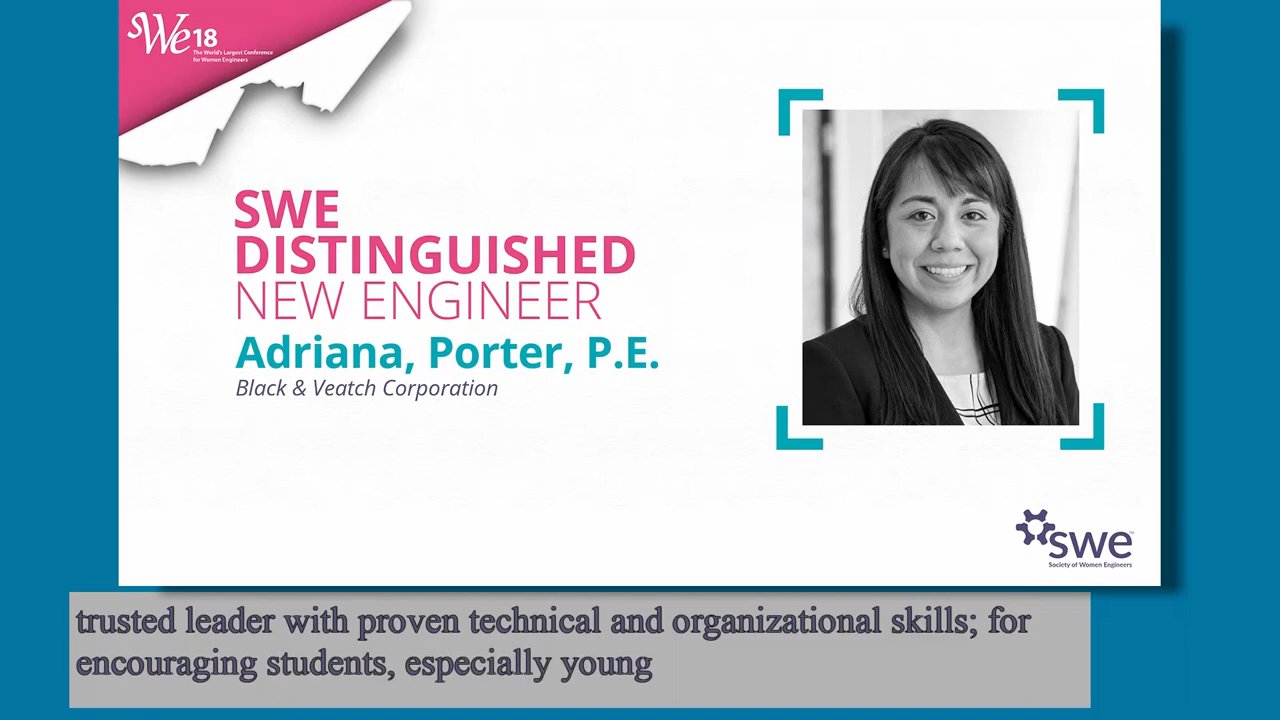 SWe18
The World's Largest Conference
for Women Engineers
SWE
DISTINGUISHED
NEW ENGINEER
Adriana, Porter, P.E.
Black & Veatch Corporation
swe
Society of Women Engineers
trusted leader with proven technical and organizational skills; for
encouraging students, especially young